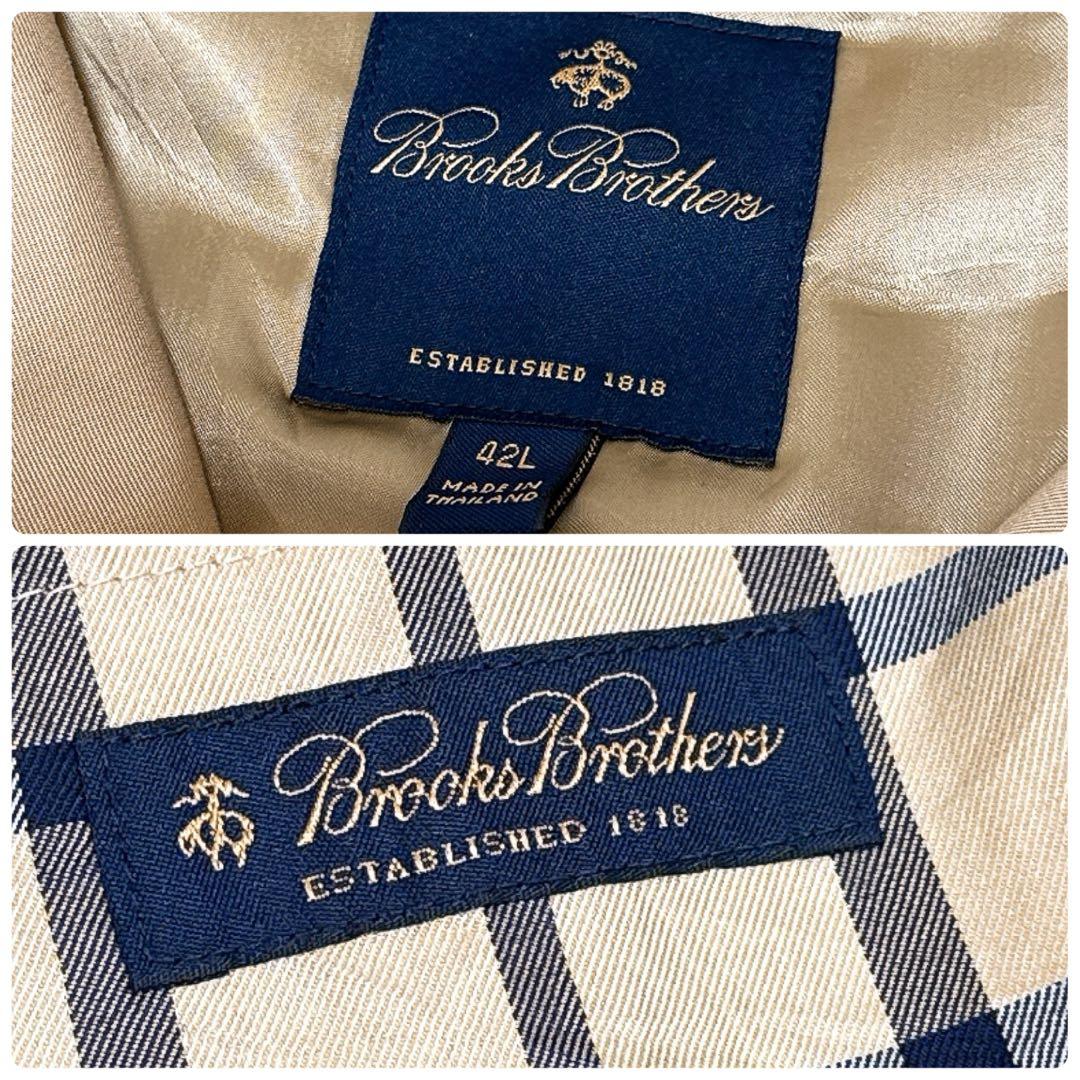 Brooks Brothers
ESTABLISHED 1818
42L
MADE IN
THAILAND
Brooks Brothers
ESTABLISHED 1818